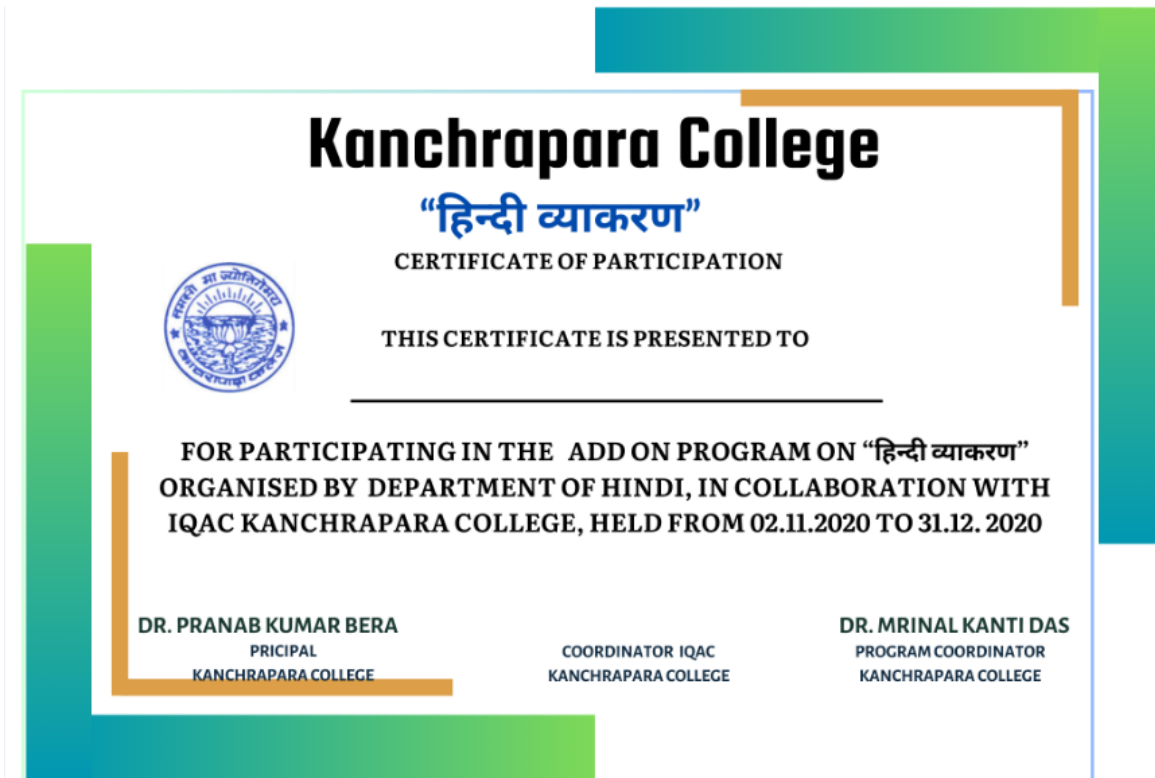 Kanchrapara College
“हिन्दी व्याकरण”
CERTIFICATE OF PARTICIPATION
तमसो मा ज्योतिर्गमय
THIS CERTIFICATE IS PRESENTED TO
FOR PARTICIPATING IN THE ADD ON PROGRAM ON “हिन्दी व्याकरण”
ORGANISED BY DEPARTMENT OF HINDI, IN COLLABORATION WITH
IQAC KANCHRAPARA COLLEGE, HELD FROM 02.11.2020 TO 31.12. 2020
DR. PRANAB KUMAR BERA
PRICIPAL
KANCHRAPARA COLLEGE
COORDINATOR IQAC
KANCHRAPARA COLLEGE
DR. MRINAL KANTI DAS
PROGRAM COORDINATOR
KANCHRAPARA COLLEGE